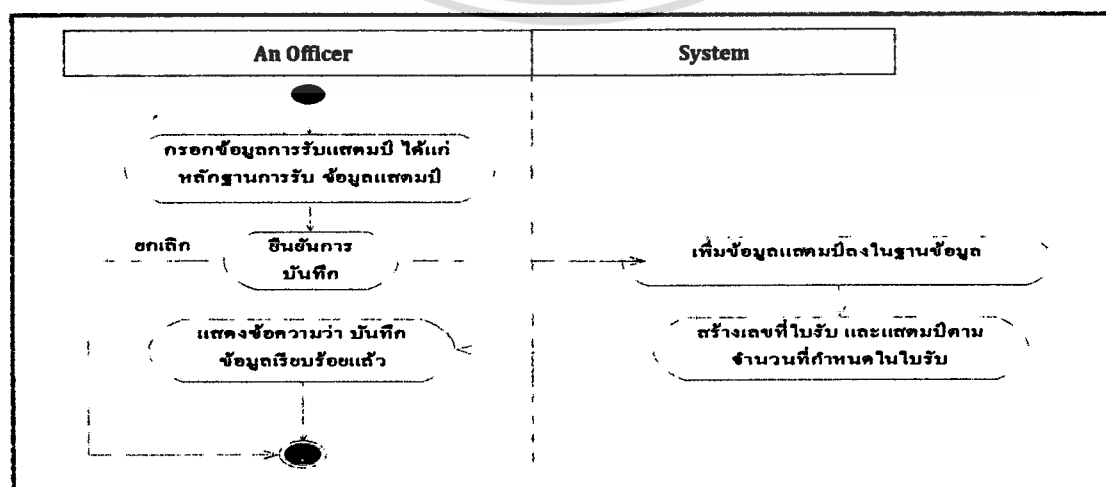 An Officer
System
กรอกข้อมูลการรับแสตมป์ ได้แก่
หลักฐานการรับ ข้อมูลแสตมป์
ยกเลิก
ยืนยันการ
บันทึก
เพิ่มข้อมูลแสตมป์ลงในฐานข้อมูล
แสดงข้อความว่า บันทึก
ข้อมูลเรียบร้อยแล้ว
สร้างเลขที่ใบรับ และแสตมป์ตาม
จำนวนที่กำหนดในใบรับ